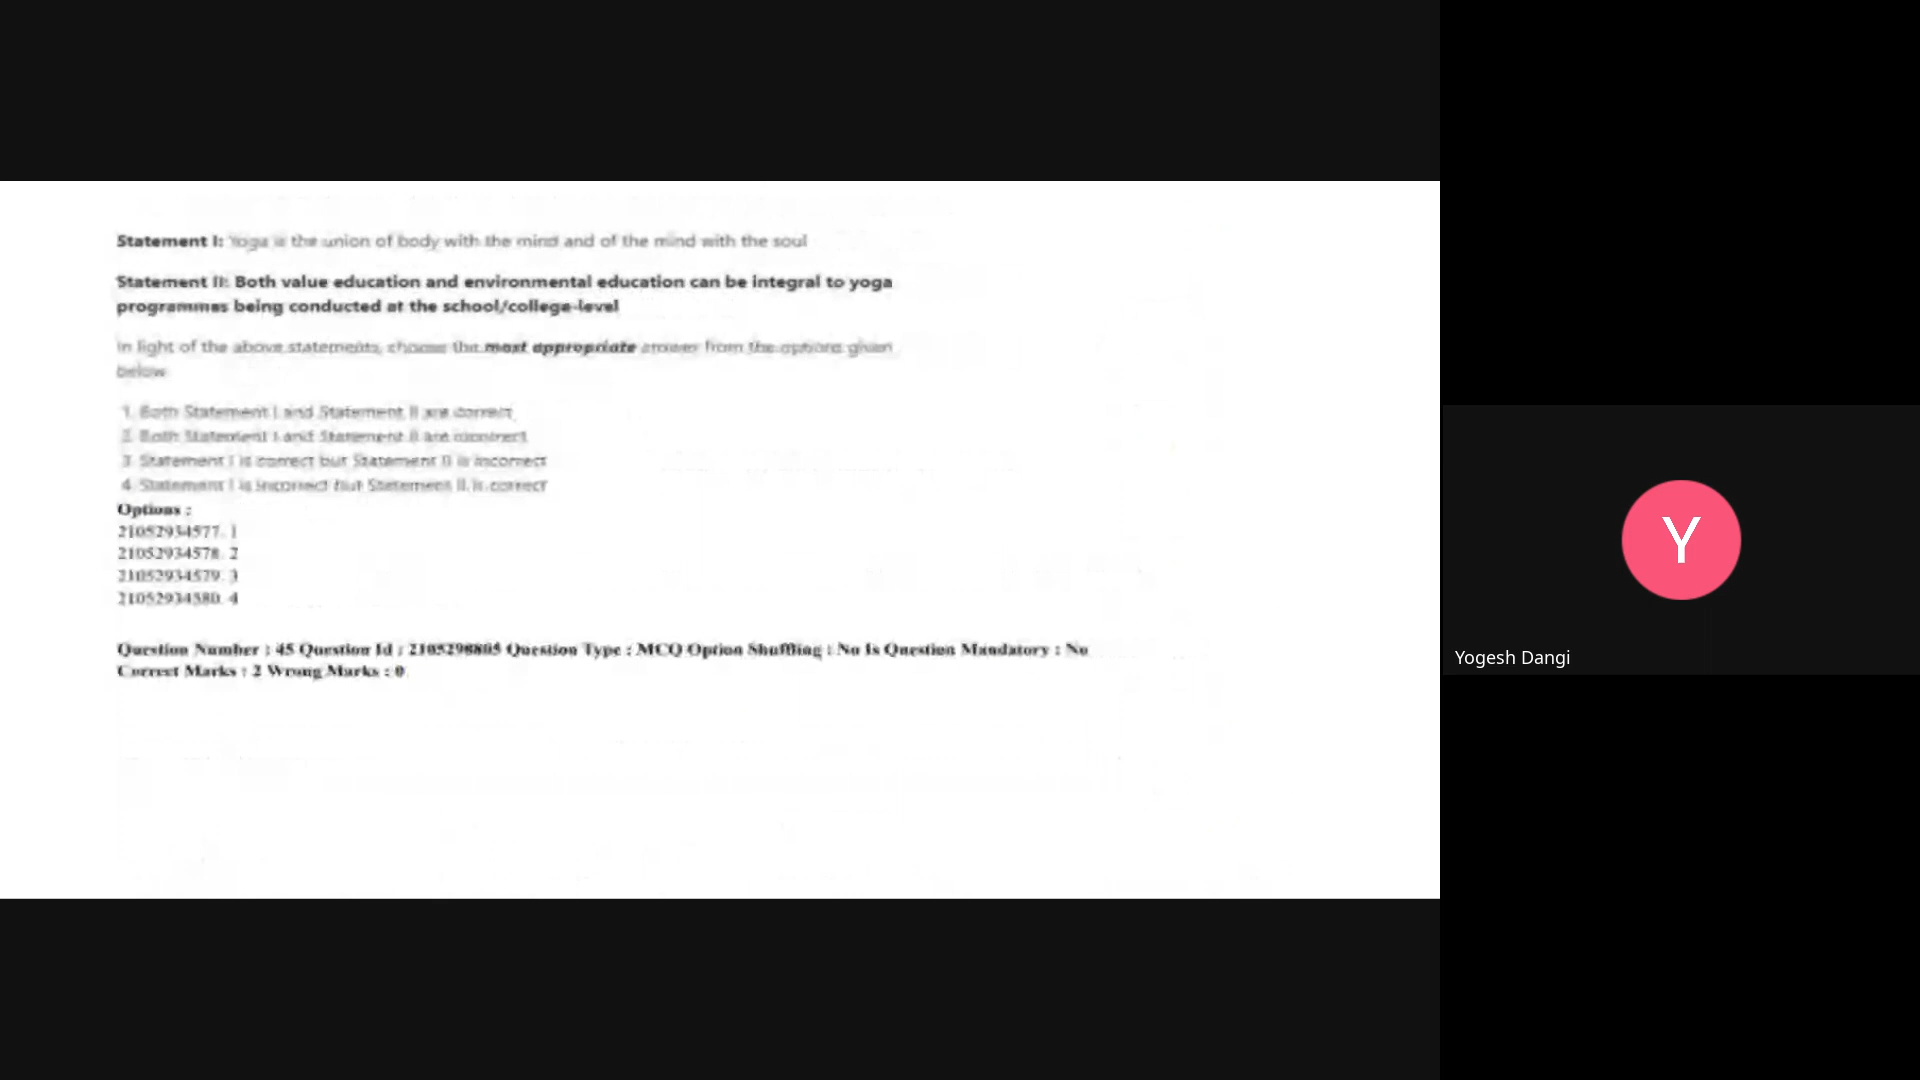 Statement I: Yoga is the union of body with the mind and of the mind with the soul
Statement II: Both value education and environmental education can be integral to yoga
programmes being conducted at the school/college-level
In light of the above statements, choose the most appropriate answer from the options given
below
1. Both Statement I and Statement II are correct
2. Both Statement I and Statement II are incorrect
3. Statement I is correct but Statement II is incorrect
4. Statement I is incorrect but Statement II is correct
Options :
21052934577. 1
21052934578. 2
21052934579. 3
21052934580. 4
Question Number : 45 Question Id : 2105298805 Question Type : MCQ Option Shuffling : No Is Question Mandatory : No
Correct Marks : 2 Wrong Marks : 0
Y
Yogesh Dangi